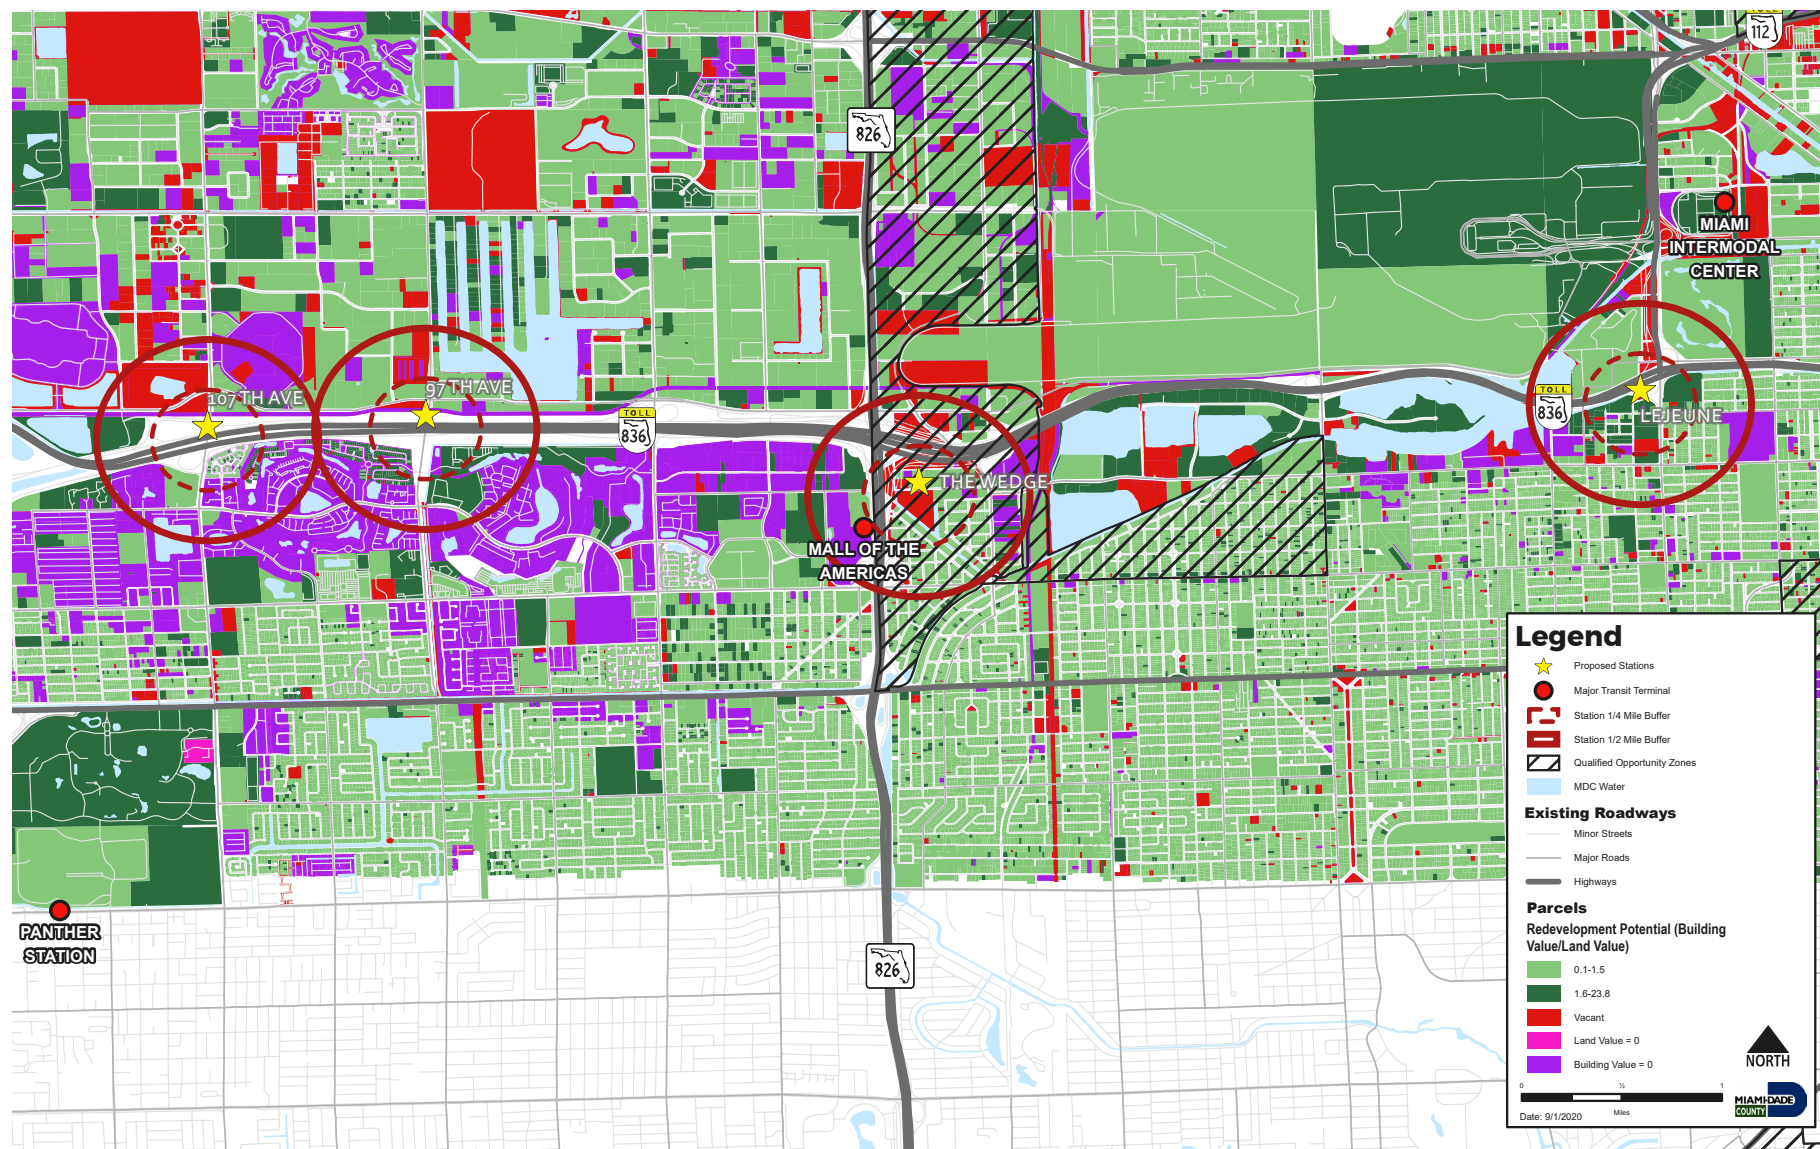 TOLL
112
826
MIAMI
INTERMODAL
CENTER
107TH AVE
97TH AVE
TOLL
836
TOLL
836
LEJEUNE
THE WEDGE
MALL OF THE
AMERICAS
PANTHER
STATION
826
Legend
Proposed Stations
Major Transit Terminal
Station 1/4 Mile Buffer
Station 1/2 Mile Buffer
Qualified Opportunity Zones
MDC Water
Existing Roadways
Minor Streets
Major Roads
Highways
Parcels
Redevelopment Potential (Building
Value/Land Value)
0.1-1.5
1.6-23.8
Vacant
Land Value = 0
Building Value = 0
NORTH
0 ½ 1
Miles
Date: 9/1/2020
MIAMI-DADE
COUNTY